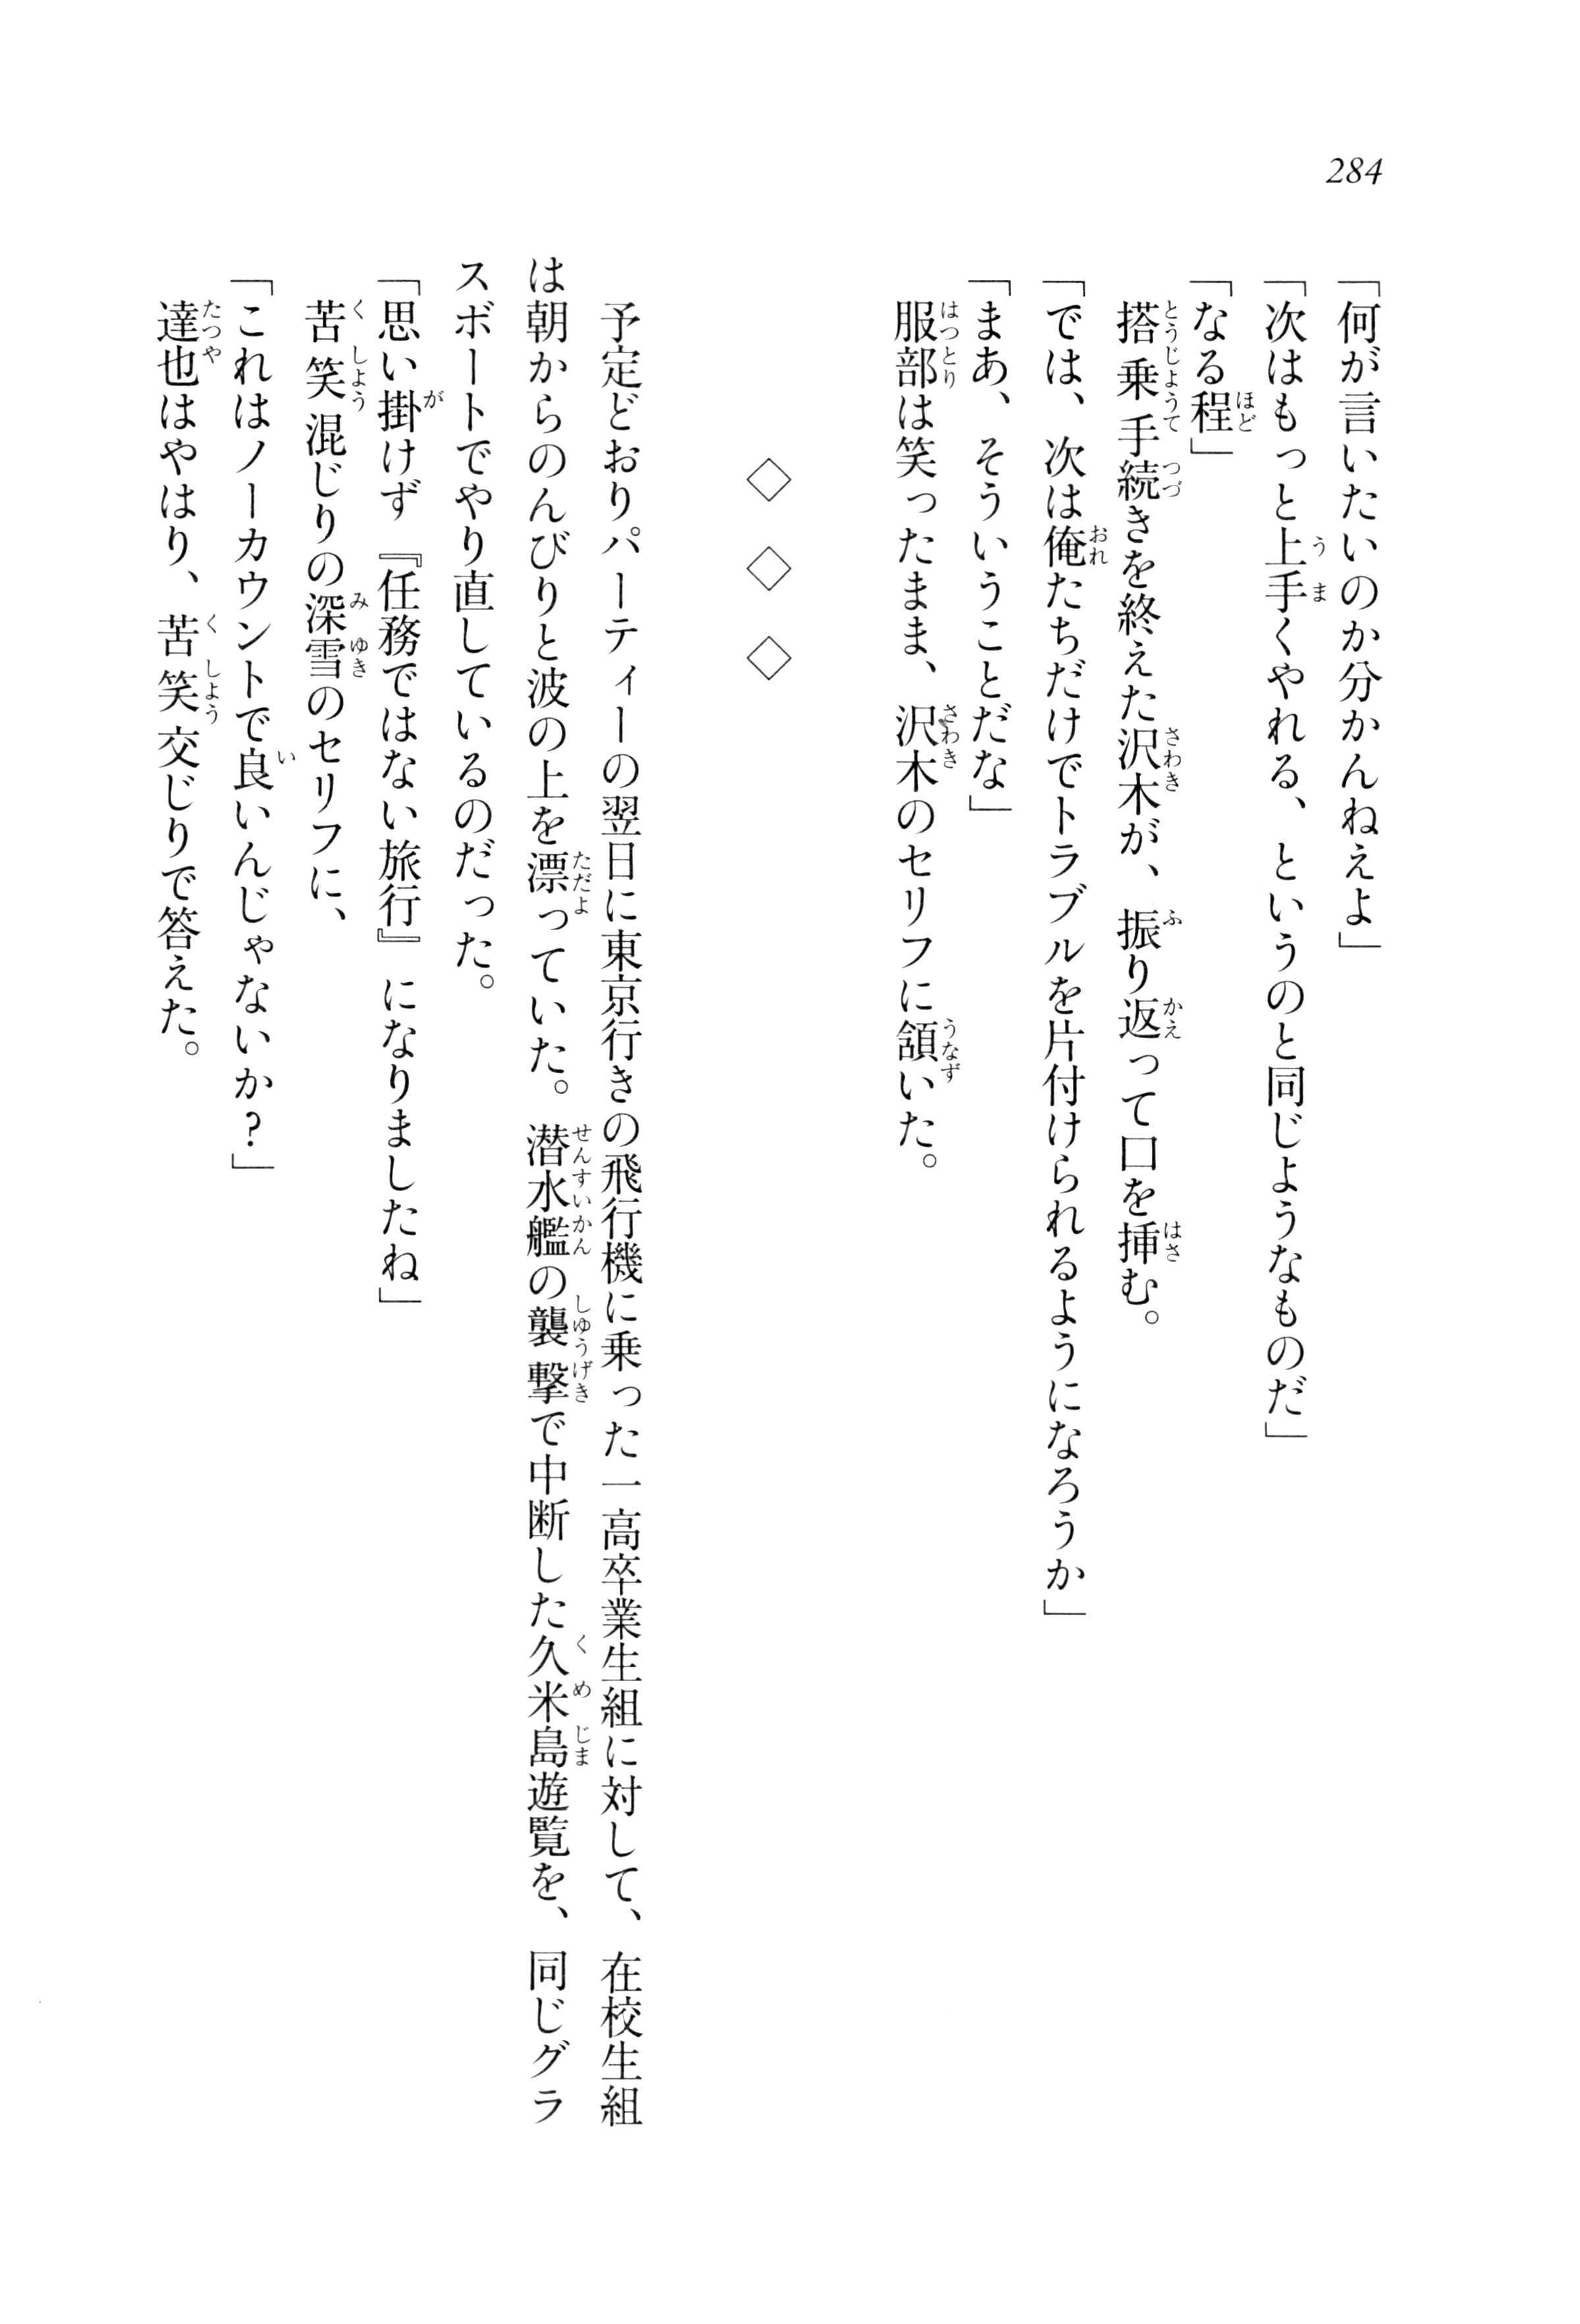 284
「何が言いたいのか分かんねえよ」
「次はもっと上手くやれる、というのと同じようなものだ」
「なる程」
搭乗手続きを終えた沢木が、振り返って口を挿む。
「では、次は俺たちだけでトラブルを片付けられるようになろうか」
「まあ、そういうことだな」
服部は笑ったまま、沢木のセリフに頷いた。
◇ ◇ ◇
予定どおりパーティーの翌日に東京行きの飛行機に乗った一高卒業生組に対して、在校生組
は朝からのんびりと波の上を漂っていた。潜水艦の襲撃で中断した久米島遊覧を、同じグラ
スボートでやり直しているのだった。
「思い掛けず『任務ではない旅行』になりましたね」
苦笑混じりの深雪のセリフに、
「これはノーカウントで良いんじゃないか？」
達也はやはり、苦笑交じりで答えた。